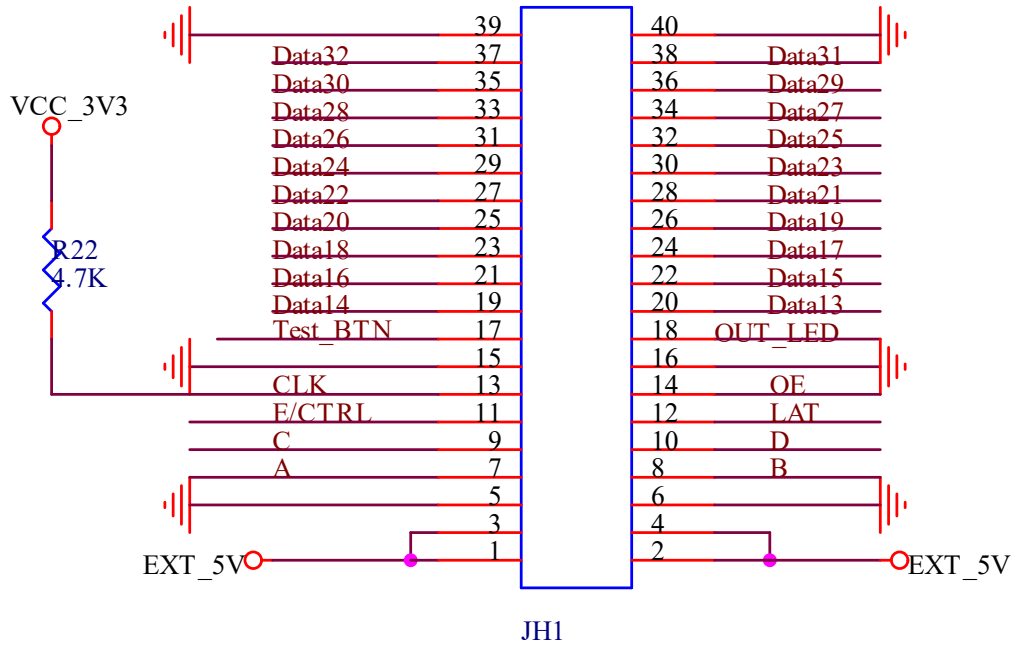 39 40
Data32 37 38 Data31
Data30 35 36 Data29
VCC_3V3
Data28 33 34 Data27
Data26 31 32 Data25
Data24 29 30 Data23
Data22 27 28 Data21
Data20 25 26 Data19
R22
Data18 23 24 Data17
4.7K
Data16 21 22 Data15
Data14 19 20 Data13
Test_BTN 17 18 OUT_LED
15 16
CLK 13 14 OE
E/CTRL 11 12 LAT
C 9 10 D
A 7 8 B
5 6
3 4
EXT_5V 1 2 EXT_5V
JH1